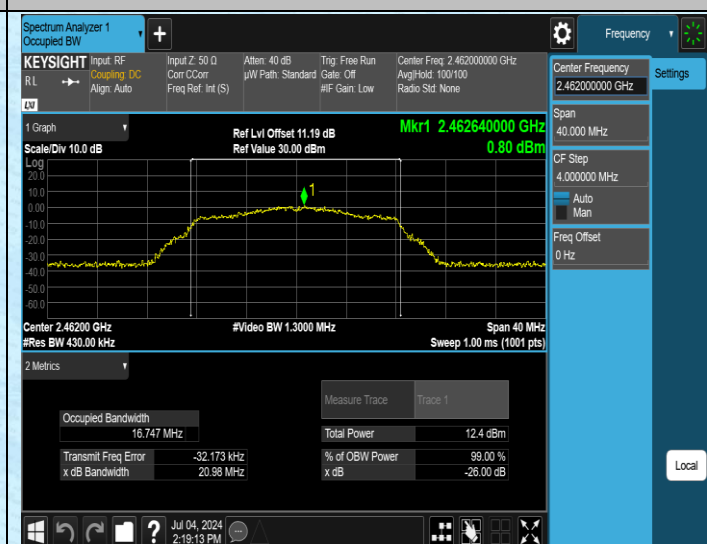 Spectrum Analyzer 1
Occupied BW
+
Frequency
KEYSIGHT
RL
LXI
Input: RF
Coupling: DC
Align: Auto
Input Z: 50 Ω
Corr CCorr
Freq Ref: Int (S)
Atten: 40 dB
µW Path: Standard
Trig: Free Run
Gate: Off
#IF Gain: Low
Center Freq: 2.462000000 GHz
Avg|Hold: 100/100
Radio Std: None
Center Frequency
2.462000000 GHz
Settings
Span
40.000 MHz
CF Step
4.000000 MHz
Auto
Man
Freq Offset
0 Hz
Local
1 Graph
Scale/Div 10.0 dB
Ref Lvl Offset 11.19 dB
Ref Value 30.00 dBm
Mkr1 2.462640000 GHz
0.80 dBm
Log
20.0
10.0
0.00
-10.0
-20.0
-30.0
-40.0
-50.0
-60.0
1
Center 2.46200 GHz
#Res BW 430.00 kHz
#Video BW 1.3000 MHz
Span 40 MHz
Sweep 1.00 ms (1001 pts)
2 Metrics
Measure Trace
Trace 1
Occupied Bandwidth
16.747 MHz
Total Power
12.4 dBm
Transmit Freq Error
-32.173 kHz
% of OBW Power
99.00 %
x dB Bandwidth
20.98 MHz
x dB
-26.00 dB
?
Jul 04, 2024
2:19:13 PM